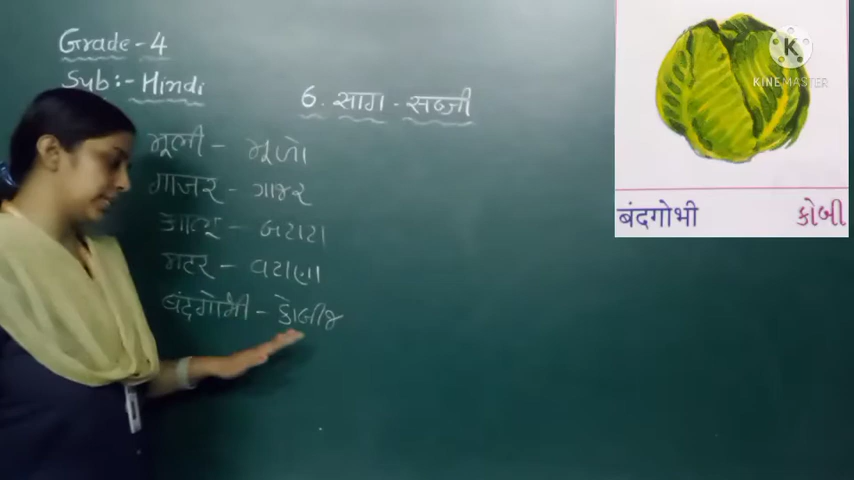 Grade - 4
Sub :- Hindi
6. साग - सब्जी
मूली - મૂળો
गाजर - ગાજર
आलू - બટાટા
मटर - વટાણા
बंदगोभी - કોબીજ
KINEMASTER
बंदगोभी કોબી